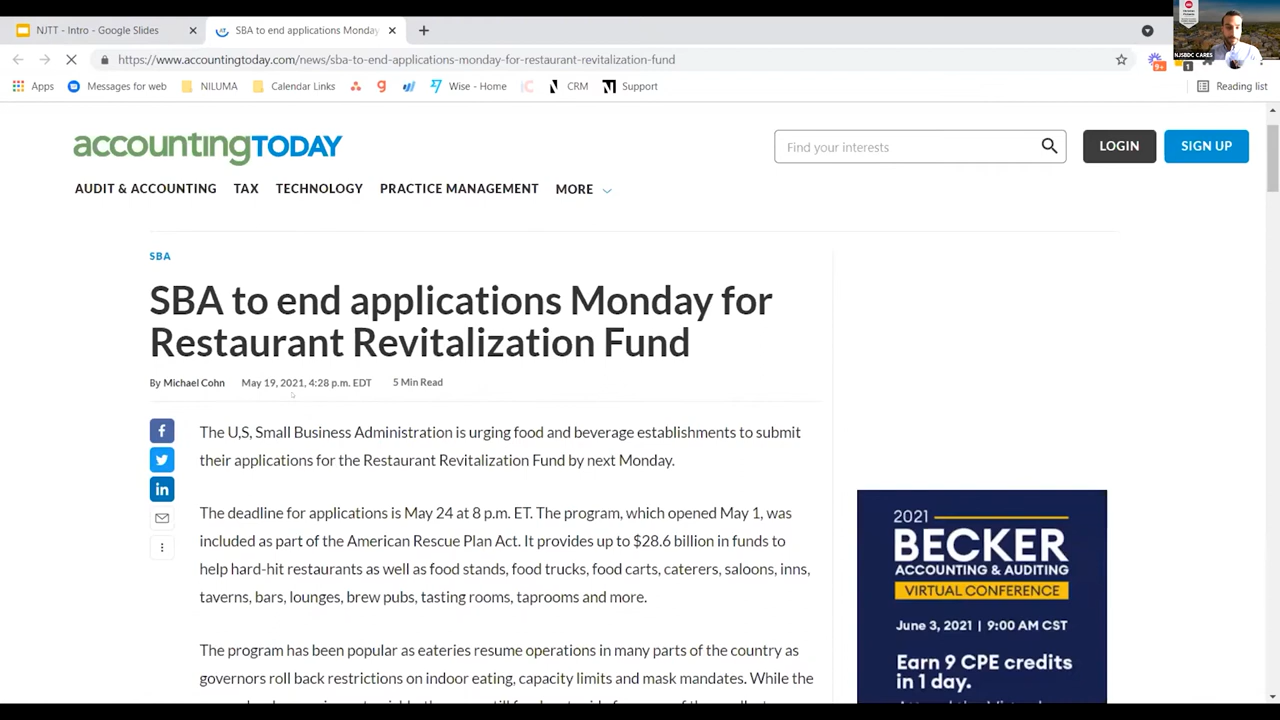 NJTT - Intro - Google Slides
SBA to end applications Monday
https://www.accountingtoday.com/news/sba-to-end-applications-monday-for-restaurant-revitalization-fund
Apps
Messages for web
NILUMA
Calendar Links
Wise - Home
CRM
Support
Reading list
NJSBDC CARES
9+
1
accountingTODAY
Find your interests
LOGIN
SIGN UP
AUDIT & ACCOUNTING
TAX
TECHNOLOGY
PRACTICE MANAGEMENT
MORE
SBA
SBA to end applications Monday for
Restaurant Revitalization Fund
By Michael Cohn May 19, 2021, 4:28 p.m. EDT 5 Min Read
The U,S, Small Business Administration is urging food and beverage establishments to submit
their applications for the Restaurant Revitalization Fund by next Monday.
The deadline for applications is May 24 at 8 p.m. ET. The program, which opened May 1, was
included as part of the American Rescue Plan Act. It provides up to $28.6 billion in funds to
help hard-hit restaurants as well as food stands, food trucks, food carts, caterers, saloons, inns,
taverns, bars, lounges, brew pubs, tasting rooms, taprooms and more.
The program has been popular as eateries resume operations in many parts of the country as
governors roll back restrictions on indoor eating, capacity limits and mask mandates. While the
2021
BECKER
ACCOUNTING & AUDITING
VIRTUAL CONFERENCE
June 3, 2021 | 9:00 AM CST
Earn 9 CPE credits
in 1 day.